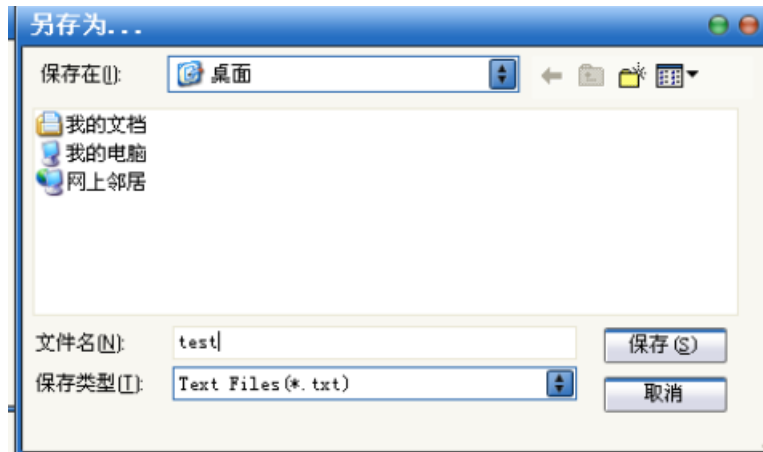 另存为...
保存在(I): 桌面
我的文档
我的电脑
网上邻居
文件名(N): test 保存(S)
保存类型(T): Text Files(*.txt) 取消